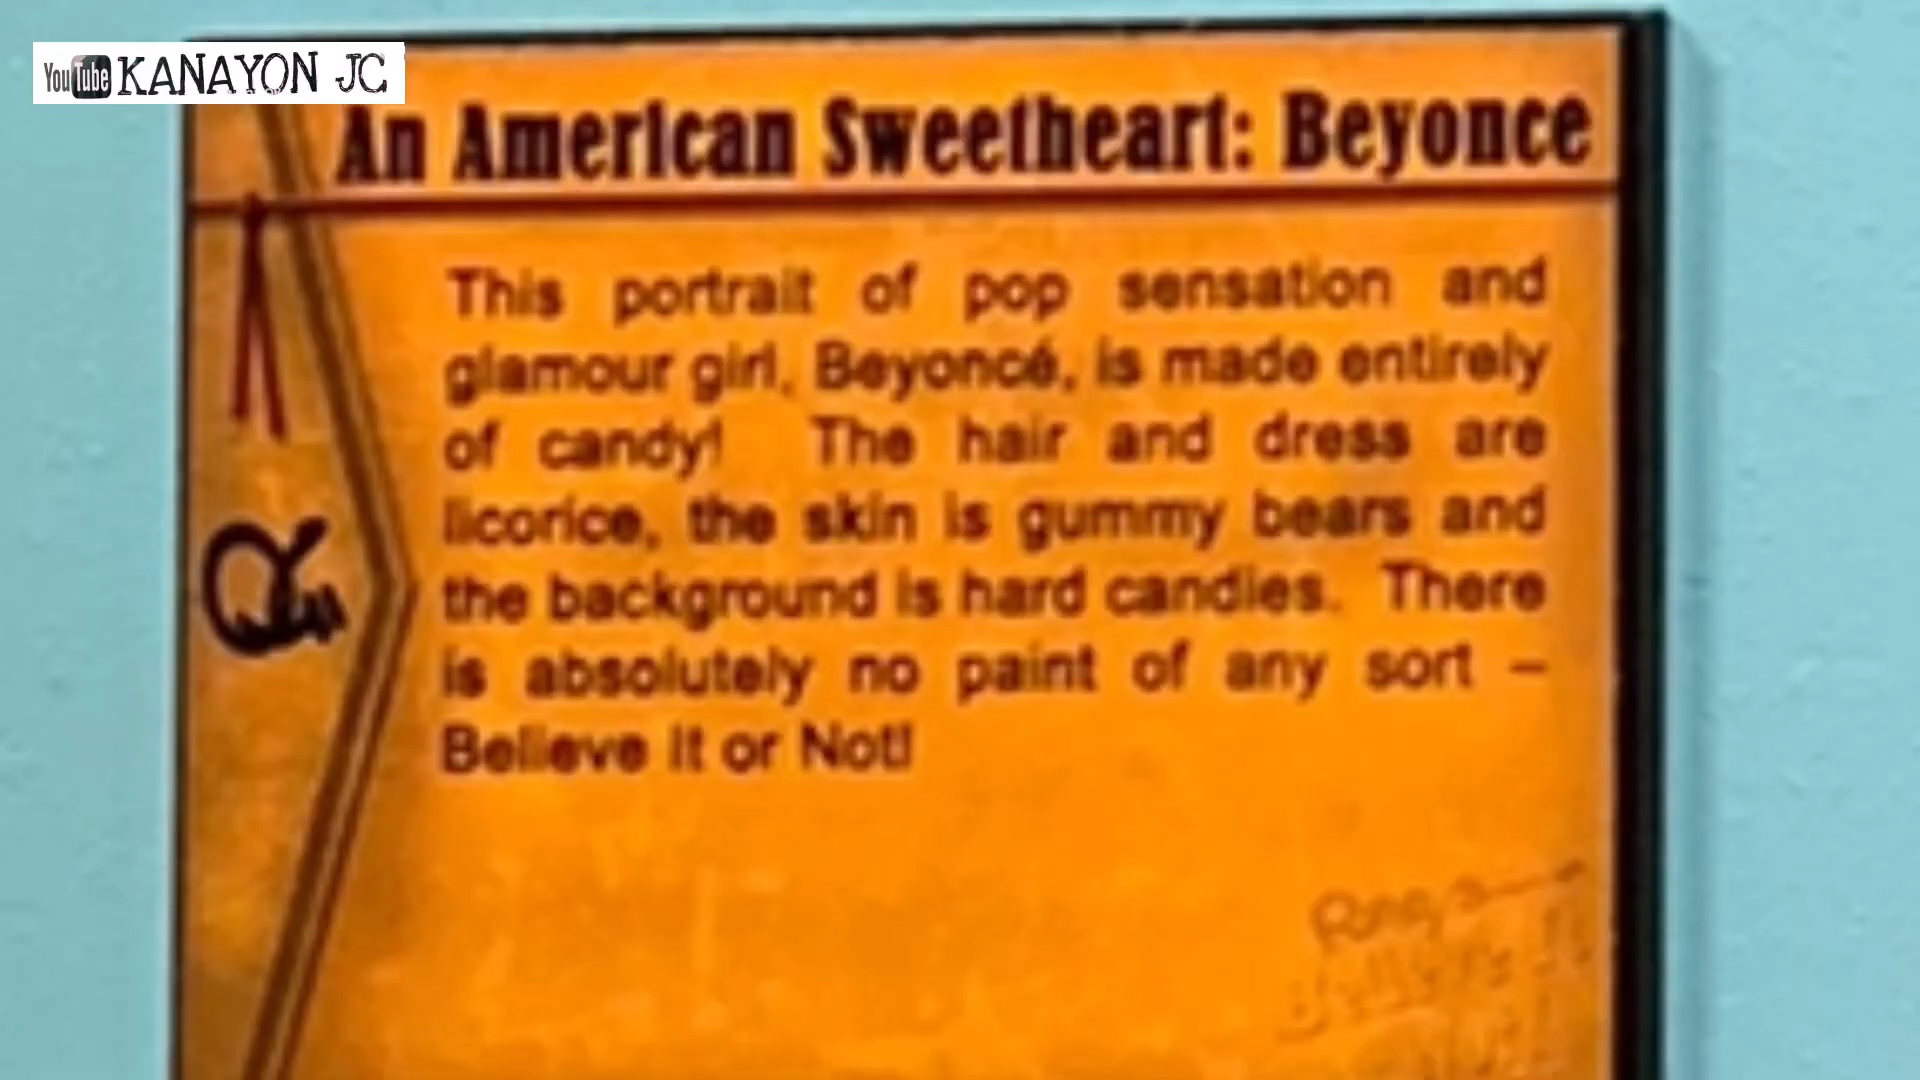 YouTube KANAYON JC
An American Sweetheart: Beyonce
This portrait of pop sensation and
glamour girl, Beyoncé, is made entirely
of candy! The hair and dress are
licorice, the skin is gummy bears and
the background is hard candies. There
is absolutely no paint of any sort –
Believe It or Not!